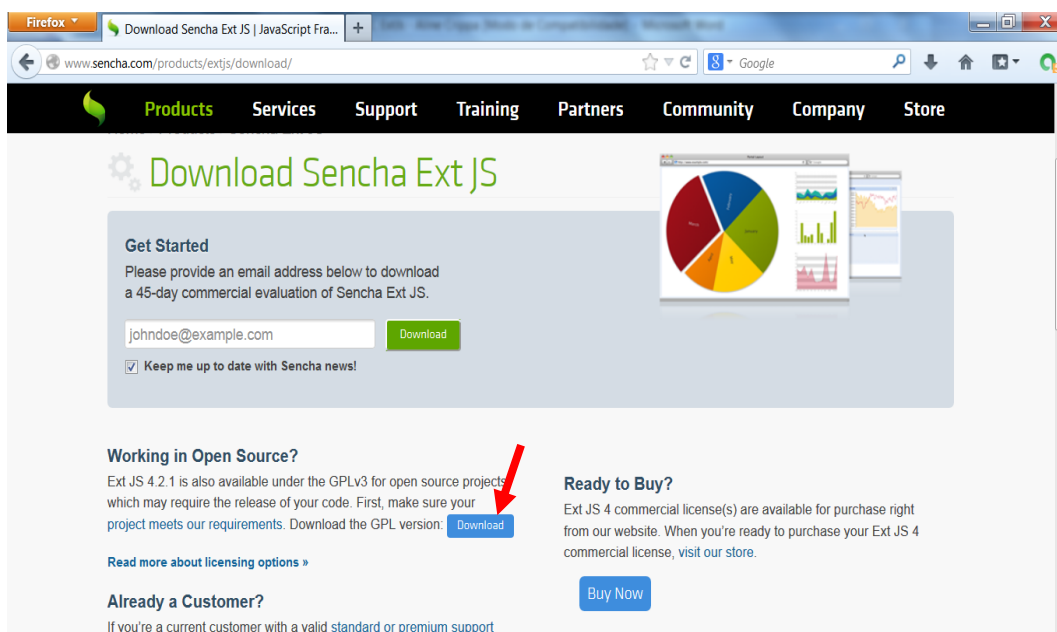 Firefox
Download Sencha Ext JS | JavaScript Fra...
www.sencha.com/products/extjs/download/
Google
Products Services Support Training Partners Community Company Store
Download Sencha Ext JS
Get Started
Please provide an email address below to download
a 45-day commercial evaluation of Sencha Ext JS.
johndoe@example.com
Download
Keep me up to date with Sencha news!
Working in Open Source?
Ext JS 4.2.1 is also available under the GPLv3 for open source projects
which may require the release of your code. First, make sure your
project meets our requirements. Download the GPL version: Download
Read more about licensing options »
Ready to Buy?
Ext JS 4 commercial license(s) are available for purchase right
from our website. When you're ready to purchase your Ext JS 4
commercial license, visit our store.
Buy Now
Already a Customer?
If you're a current customer with a valid standard or premium support